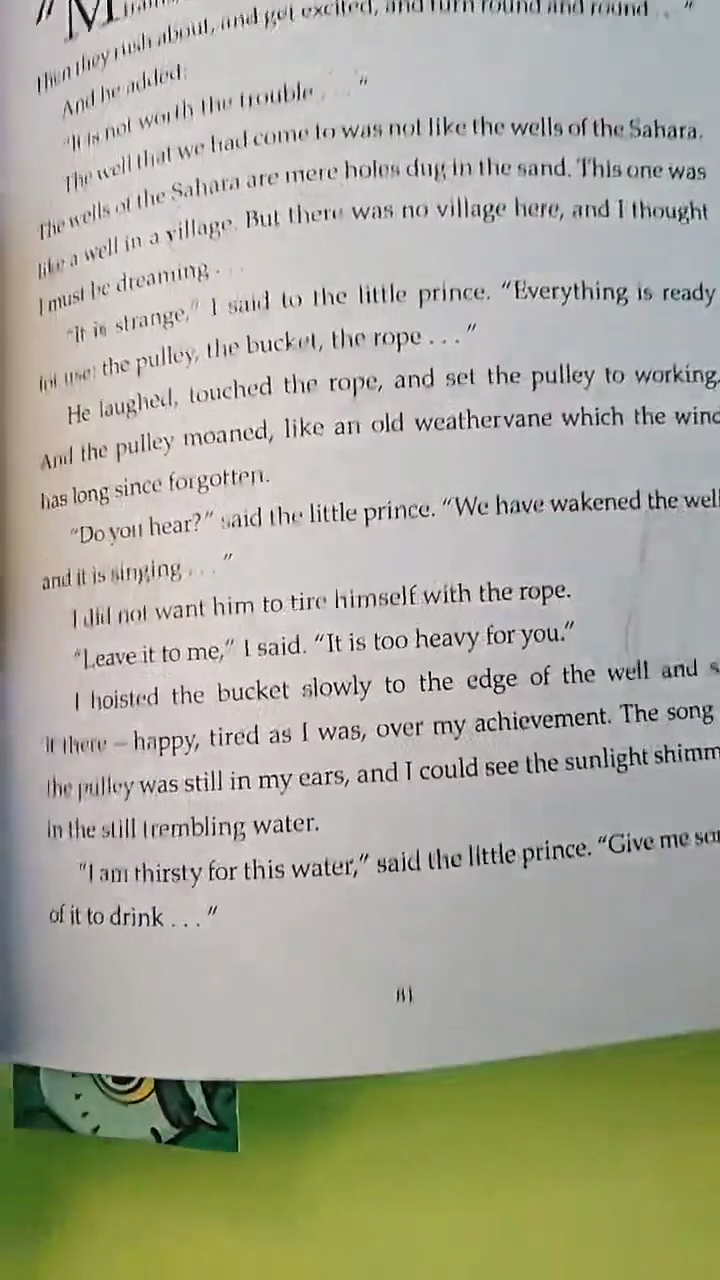 Then they rush about, and get excited, and turn round and round . . ."
And he added:
"It is not worth the trouble . . ."
The well that we had come to was not like the wells of the Sahara.
The wells of the Sahara are mere holes dug in the sand. This one was
like a well in a village. But there was no village here, and I thought
I must be dreaming . . .
"It is strange," I said to the little prince. "Everything is ready
for use: the pulley, the bucket, the rope . . ."
He laughed, touched the rope, and set the pulley to working.
And the pulley moaned, like an old weathervane which the wind
has long since forgotten.
"Do you hear?" said the little prince. "We have wakened the well
and it is singing . . ."
I did not want him to tire himself with the rope.
"Leave it to me," I said. "It is too heavy for you."
I hoisted the bucket slowly to the edge of the well and s
it there – happy, tired as I was, over my achievement. The song
the pulley was still in my ears, and I could see the sunlight shimm
in the still trembling water.
"I am thirsty for this water," said the little prince. "Give me so
of it to drink . . ."
81